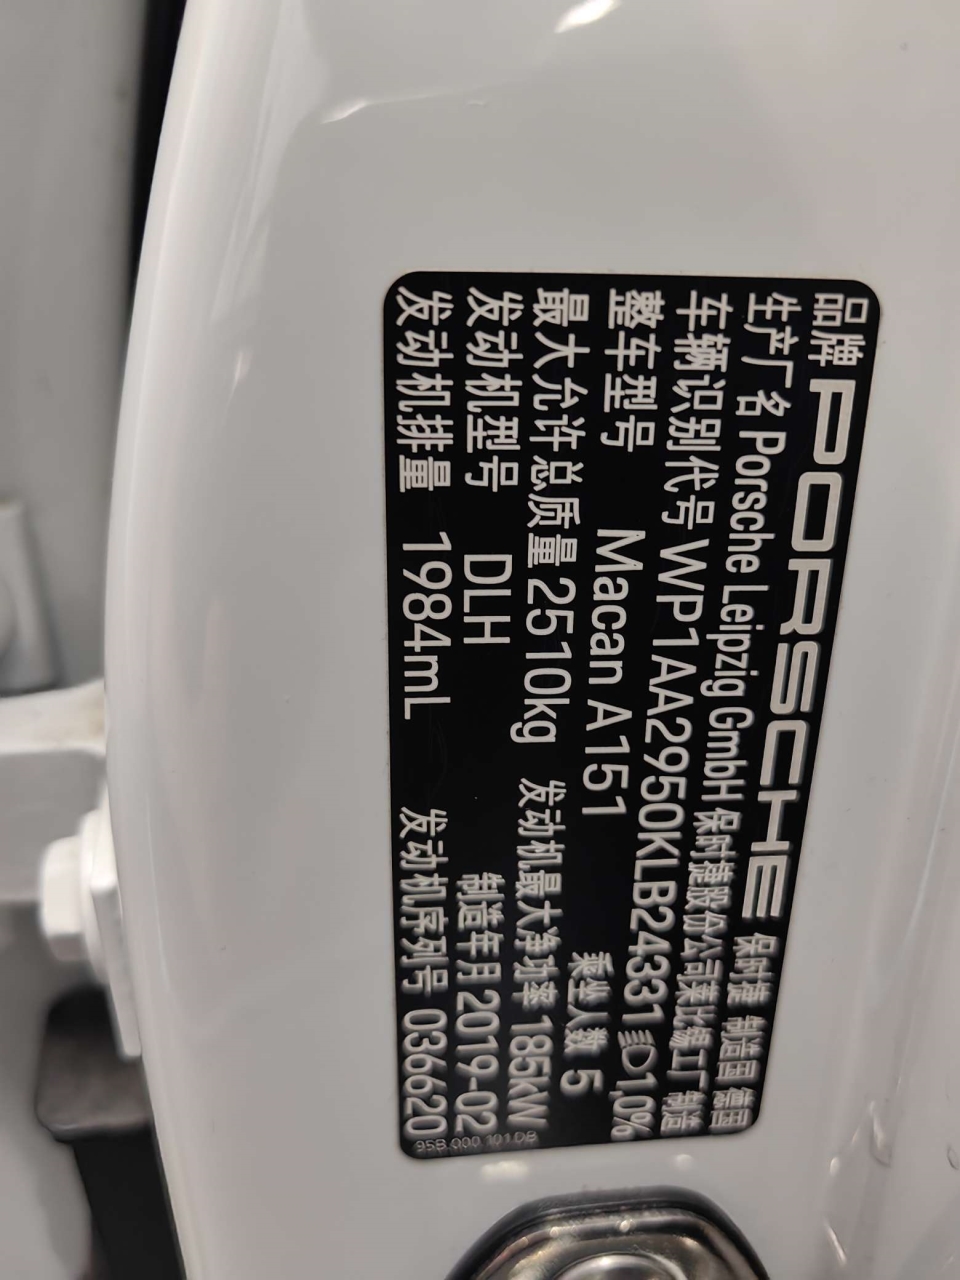 品牌 PORSCHE 保时捷 制造国 德国
生产厂名 Porsche Leipzig GmbH 保时捷股份公司莱比锡工厂制造
车辆识别代号 WP1AA2950KLB24331 1,0%
整车型号 Macan A151 乘坐人数 5
最大允许总质量 2510kg 发动机最大净功率 185KW
发动机型号 DLH 制造年月 2019-02
发动机排量 1984mL 发动机序列号 036620
95B.000.101.DB